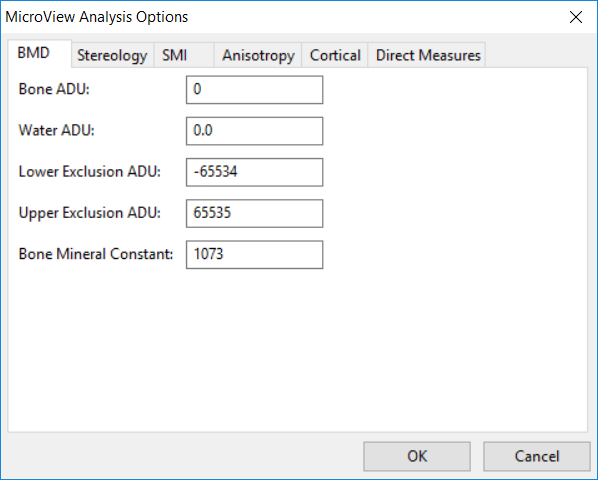 MicroView Analysis Options
BMD Stereology SMI Anisotropy Cortical Direct Measures
Bone ADU: 0
Water ADU: 0.0
Lower Exclusion ADU: -65534
Upper Exclusion ADU: 65535
Bone Mineral Constant: 1073
OK Cancel